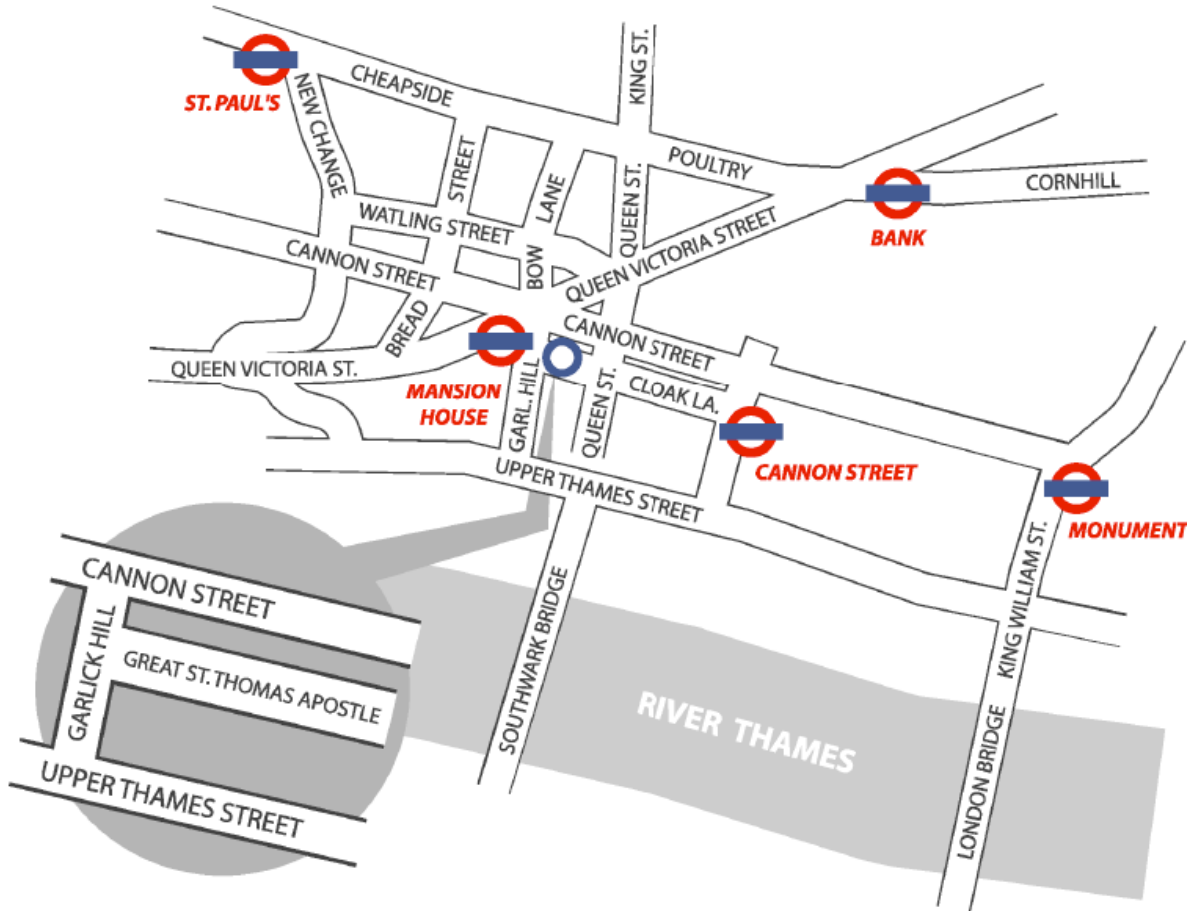 KING ST.
CHEAPSIDE
ST. PAUL'S
NEW CHANGE
STREET
POULTRY
CORNHILL
LANE
QUEEN ST.
WATLING STREET
BANK
CANNON STREET
BOW
QUEEN VICTORIA STREET
BREAD
CANNON STREET
QUEEN VICTORIA ST.
MANSION
HOUSE
GARL. HILL
QUEEN ST.
CLOAK LA.
CANNON STREET
UPPER THAMES STREET
MONUMENT
KING WILLIAM ST.
SOUTHWARK BRIDGE
RIVER THAMES
LONDON BRIDGE
CANNON STREET
GARLICK HILL
GREAT ST. THOMAS APOSTLE
UPPER THAMES STREET